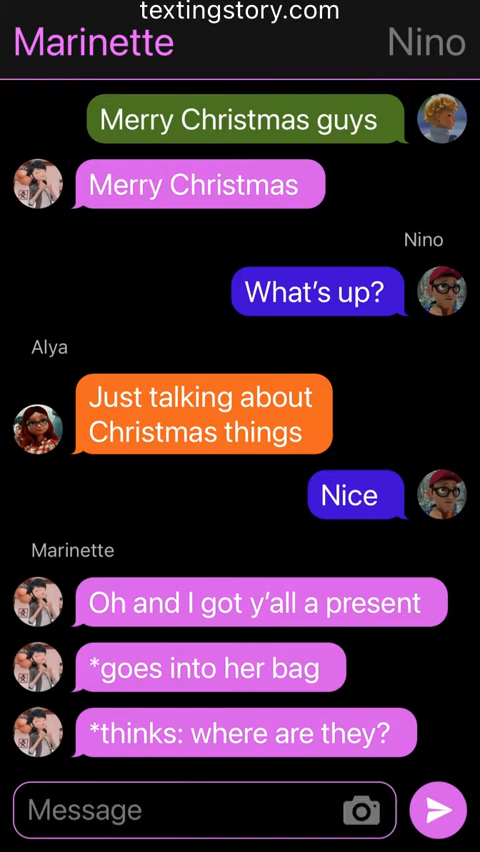 textingstory.com
Marinette
Nino
Merry Christmas guys
Merry Christmas
Nino
What's up?
Alya
Just talking about
Christmas things
Nice
Marinette
Oh and I got y'all a present
*goes into her bag
*thinks: where are they?
Message